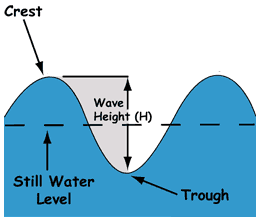 Crest
Wave
Height (H)
Still Water
Level
Trough